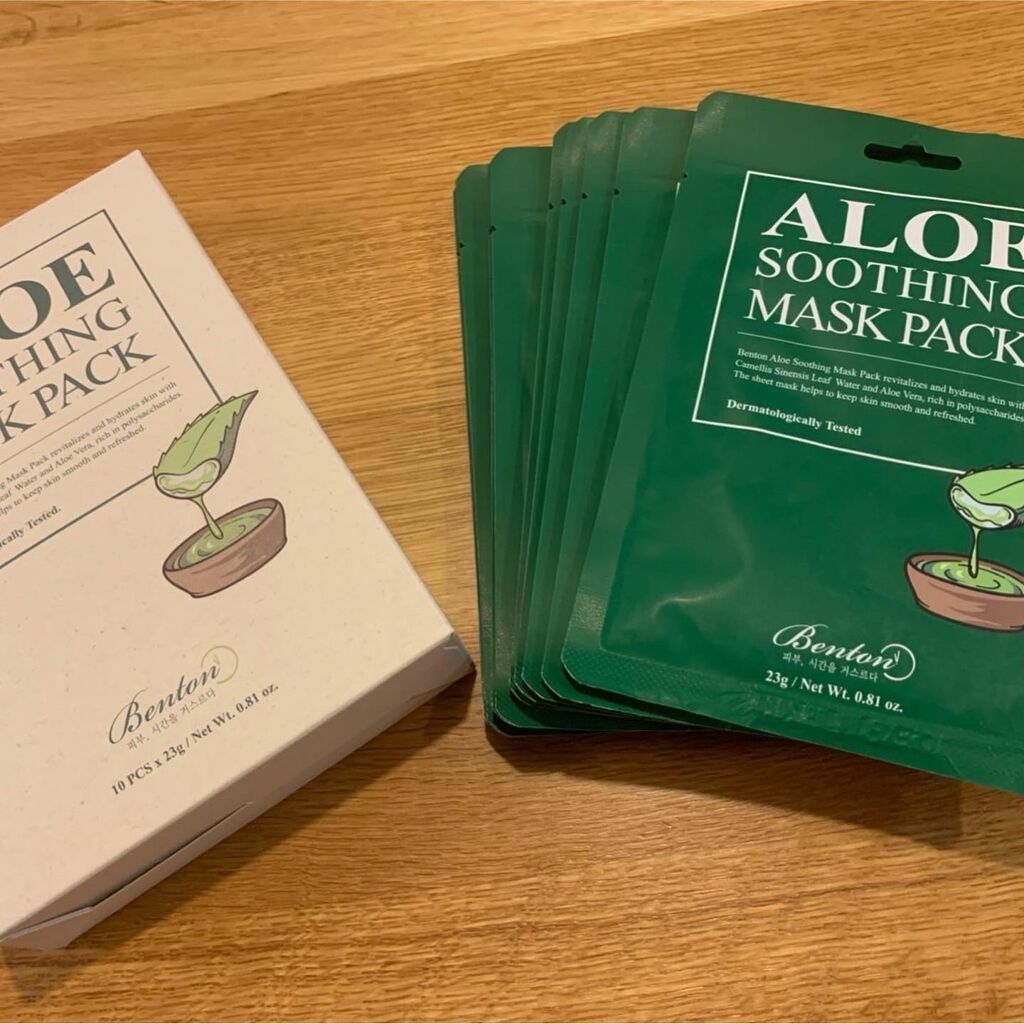 OE
THING
K PACK
ng Mask Pack revitalizes and hydrates skin with
eaf Water and Aloe Vera, rich in polysaccharides.
lps to keep skin smooth and refreshed.
ically Tested.
Benton
피부, 시간을 거스르다
10 PCS x 23g / Net Wt. 0.81 oz.
ALOE
SOOTHING
MASK PACK
Benton Aloe Soothing Mask Pack revitalizes and hydrates skin with
Camellia Sinensis Leaf Water and Aloe Vera, rich in polysaccharides
The sheet mask helps to keep skin smooth and refreshed.
Dermatologically Tested
Benton
피부, 시간을 거스르다
23g / Net Wt. 0.81 oz.